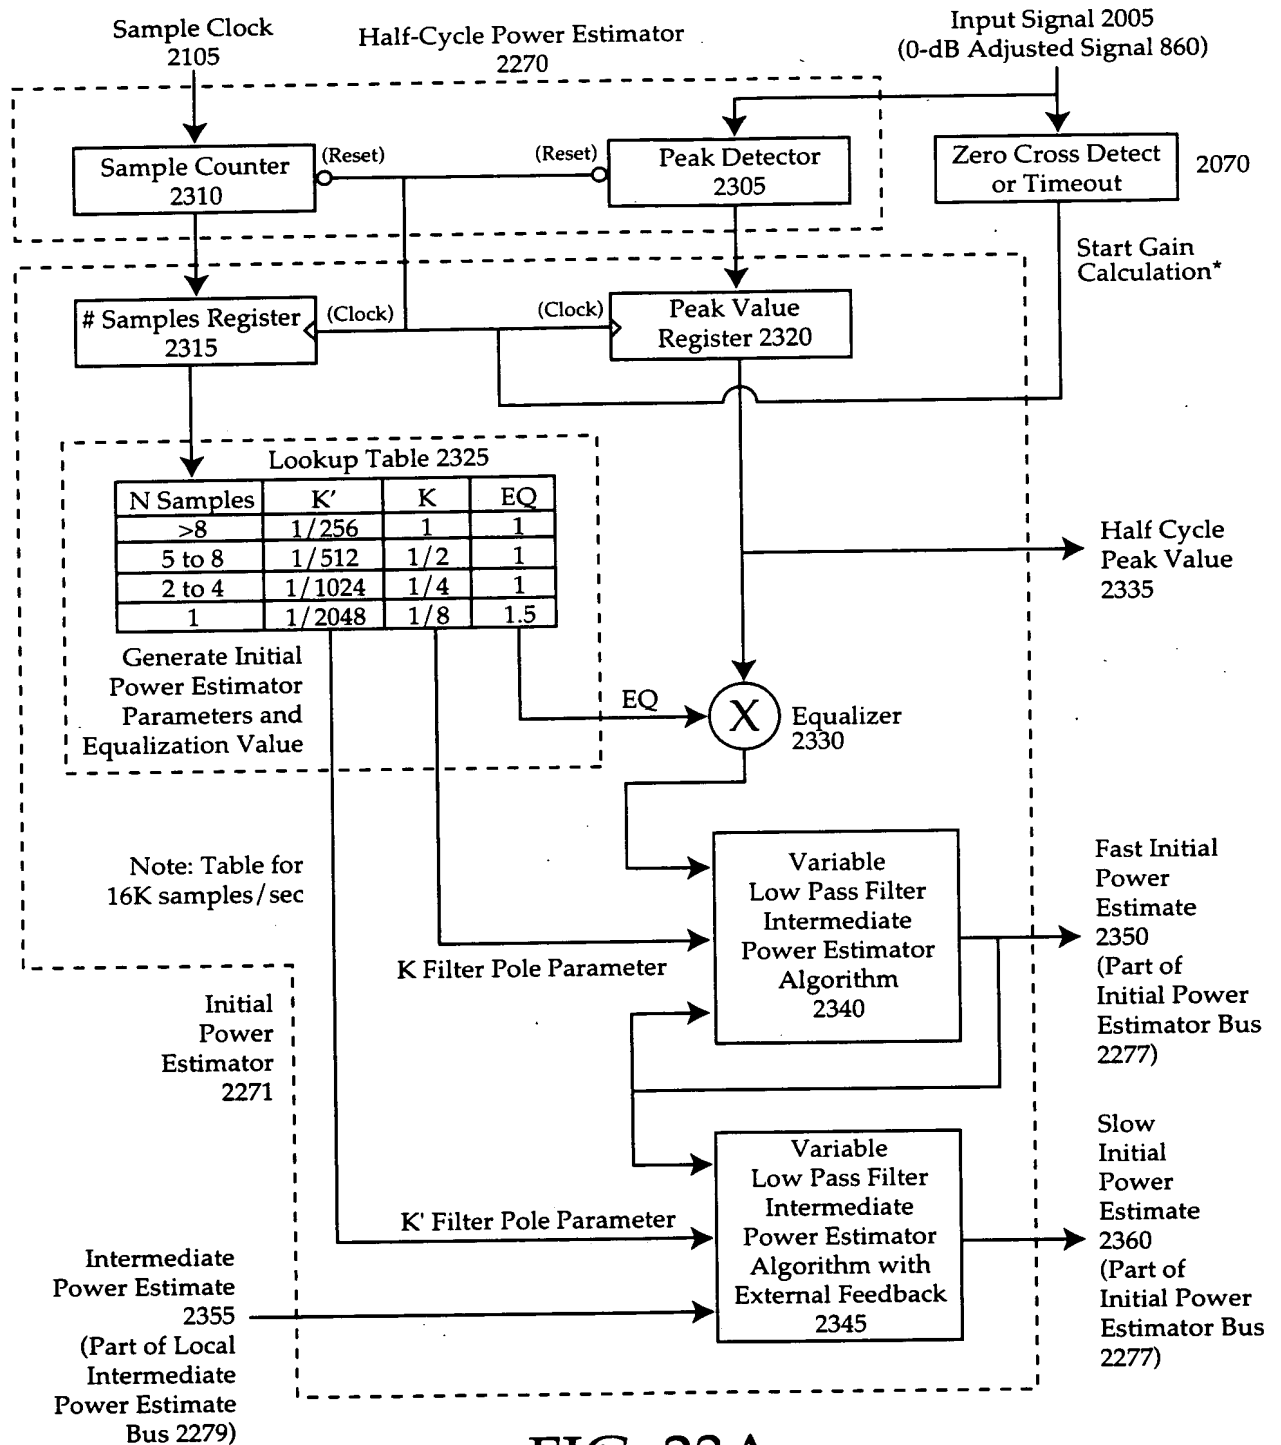 Sample Clock
2105
Half-Cycle Power Estimator
2270
Input Signal 2005
(0-dB Adjusted Signal 860)
Sample Counter
2310
(Reset)
(Reset)
Peak Detector
2305
Zero Cross Detect
or Timeout
2070
Start Gain
Calculation*
# Samples Register
2315
(Clock)
(Clock)
Peak Value
Register 2320
Lookup Table 2325
N Samples K' K EQ
>8 1/256 1 1
5 to 8 1/512 1/2 1
2 to 4 1/1024 1/4 1
1 1/2048 1/8 1.5
Generate Initial
Power Estimator
Parameters and
Equalization Value
Half Cycle
Peak Value
2335
EQ
X
Equalizer
2330
Note: Table for
16K samples/sec
Variable
Low Pass Filter
Intermediate
Power Estimator
Algorithm
2340
K Filter Pole Parameter
Fast Initial
Power
Estimate
2350
(Part of
Initial Power
Estimator Bus
2277)
Initial
Power
Estimator
2271
Variable
Low Pass Filter
Intermediate
Power Estimator
Algorithm with
External Feedback
2345
K' Filter Pole Parameter
Slow
Initial
Power
Estimate
2360
(Part of
Initial Power
Estimator Bus
2277)
Intermediate
Power Estimate
2355
(Part of Local
Intermediate
Power Estimate
Bus 2279)